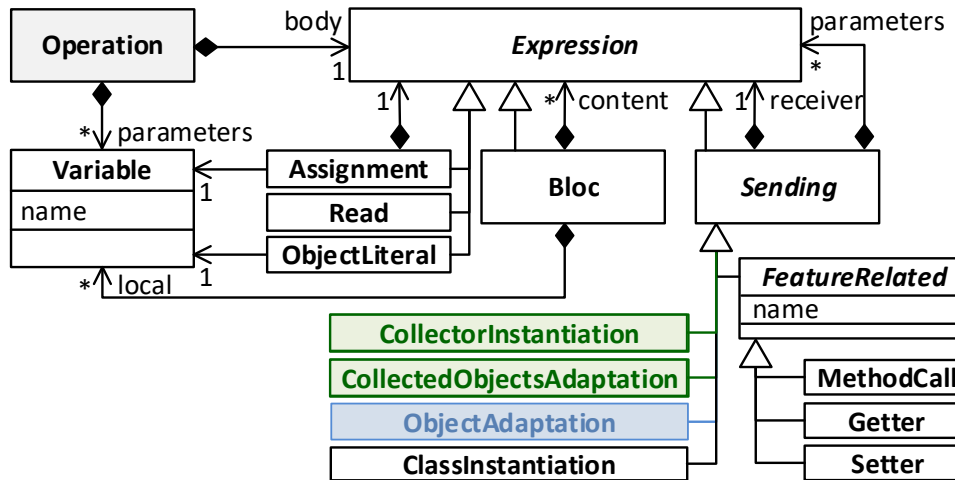 Operation
body
1
Expression
parameters
*
* parameters
1
* content
1 receiver
Variable
name
1
Assignment
Read
ObjectLiteral
1
* local
Bloc
Sending
FeatureRelated
name
CollectorInstantiation
CollectedObjectsAdaptation
ObjectAdaptation
ClassInstantiation
MethodCall
Getter
Setter